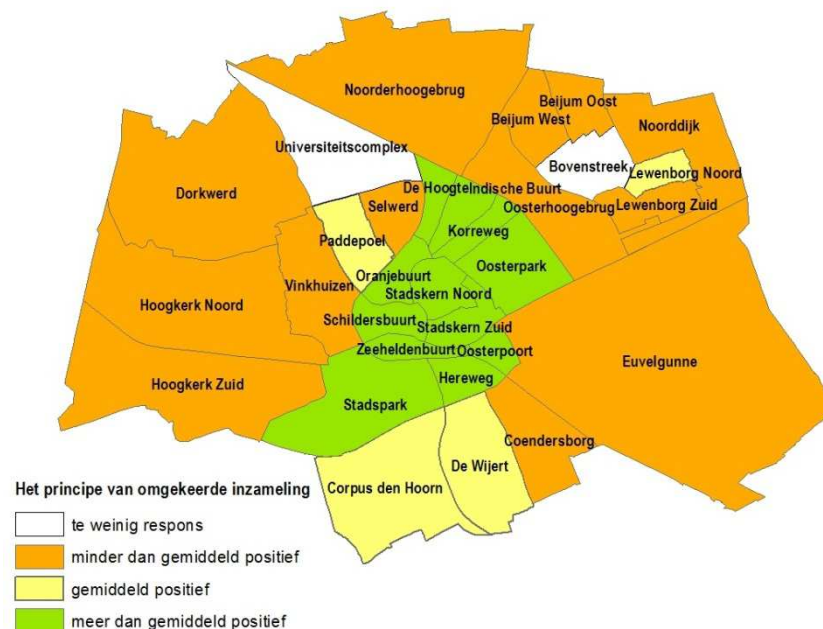 Noorderhoogebrug
Beijum Oost
Beijum West
Noorddijk
Universiteitscomplex
Bovenstreek
Lewenborg Noord
Dorkwerd
De Hoogte
Indische Buurt
Selwerd
Oosterhoogebrug
Lewenborg Zuid
Korreweg
Paddepoel
Oosterpark
Oranjebuurt
Vinkhuizen
Stadskern Noord
Hoogkerk Noord
Schildersbuurt
Stadskern Zuid
Zeeheldenbuurt
Oosterpoort
Euvelgunne
Hereweg
Hoogkerk Zuid
Stadspark
Coendersborg
De Wijert
Corpus den Hoorn
Het principe van omgekeerde inzameling
te weinig respons
minder dan gemiddeld positief
gemiddeld positief
meer dan gemiddeld positief